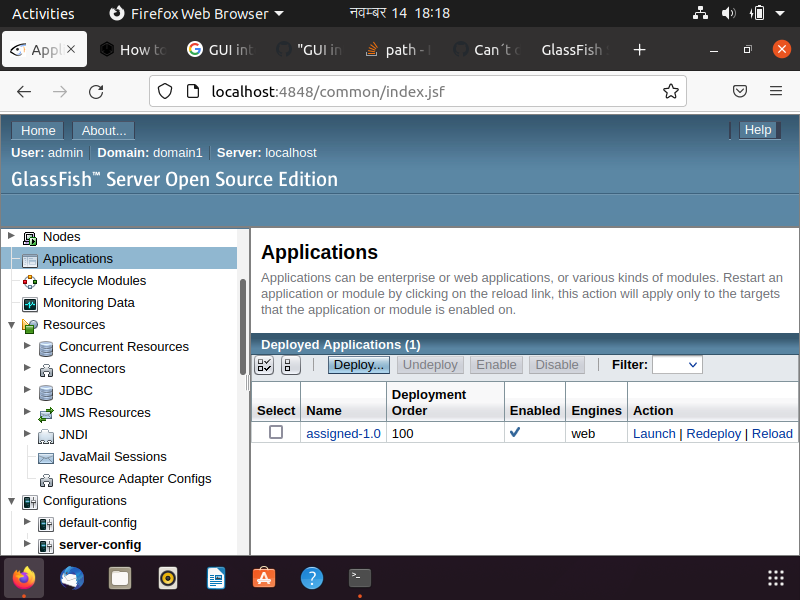 Activities Firefox Web Browser नवम्बर 14 18:18
Appl How to GUI int "GUI in path - Can´t GlassFish
localhost:4848/common/index.jsf
Home About... Help
User: admin Domain: domain1 Server: localhost
GlassFish™ Server Open Source Edition
Nodes
Applications
Lifecycle Modules
Monitoring Data
Resources
Concurrent Resources
Connectors
JDBC
JMS Resources
JNDI
JavaMail Sessions
Resource Adapter Configs
Configurations
default-config
server-config
Applications
Applications can be enterprise or web applications, or various kinds of modules. Restart an
application or module by clicking on the reload link, this action will apply only to the targets
that the application or module is enabled on.
Deployed Applications (1)
Deploy... Undeploy Enable Disable Filter:
Select Name Deployment Order Enabled Engines Action
assigned-1.0 100 web Launch | Redeploy | Reload